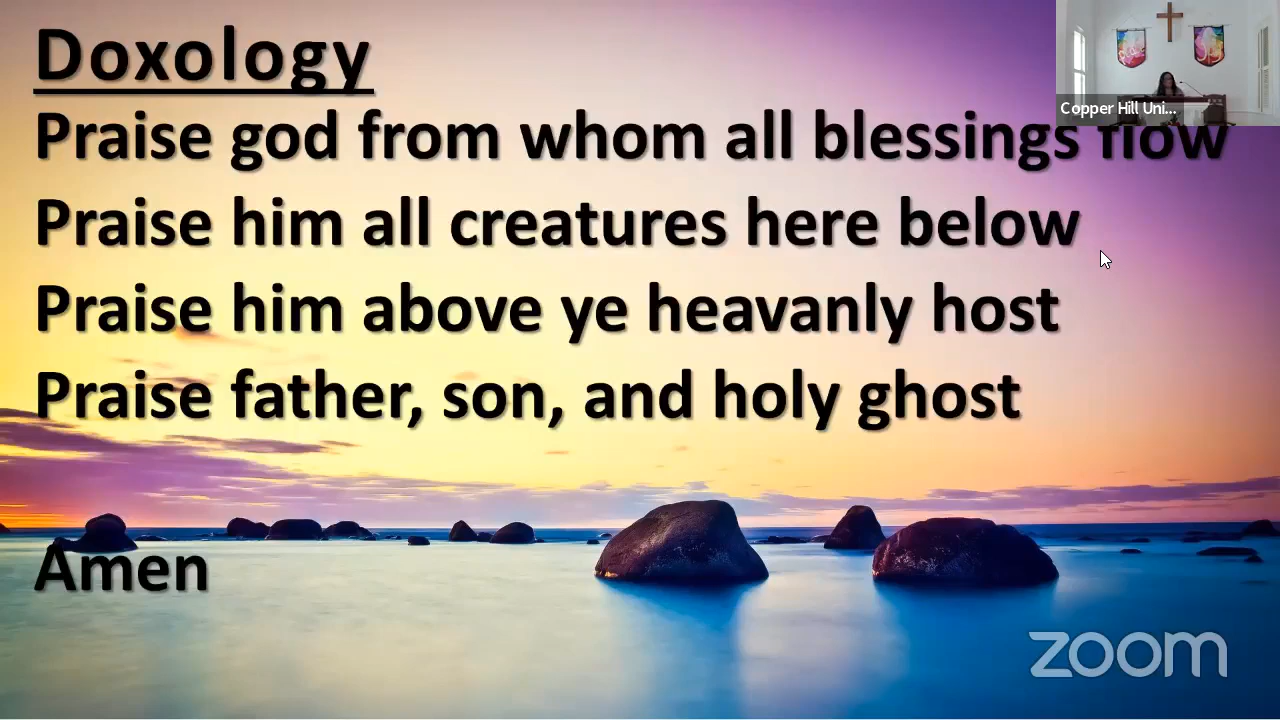 Doxology
Praise god from whom all blessings flow
Praise him all creatures here below
Praise him above ye heavanly host
Praise father, son, and holy ghost
Amen
Copper Hill Uni...
zoom